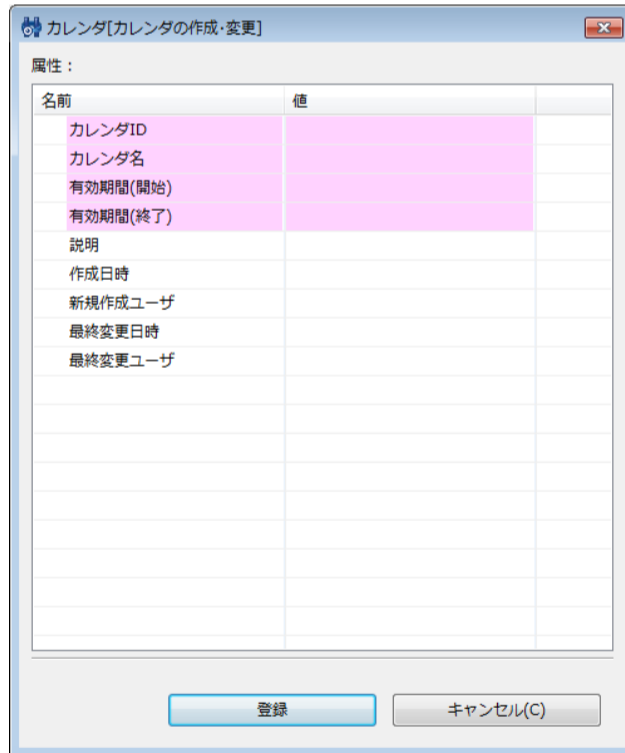 カレンダ[カレンダの作成・変更]
属性：
名前 値
カレンダID
カレンダ名
有効期間(開始)
有効期間(終了)
説明
作成日時
新規作成ユーザ
最終変更日時
最終変更ユーザ
登録 キャンセル(C)